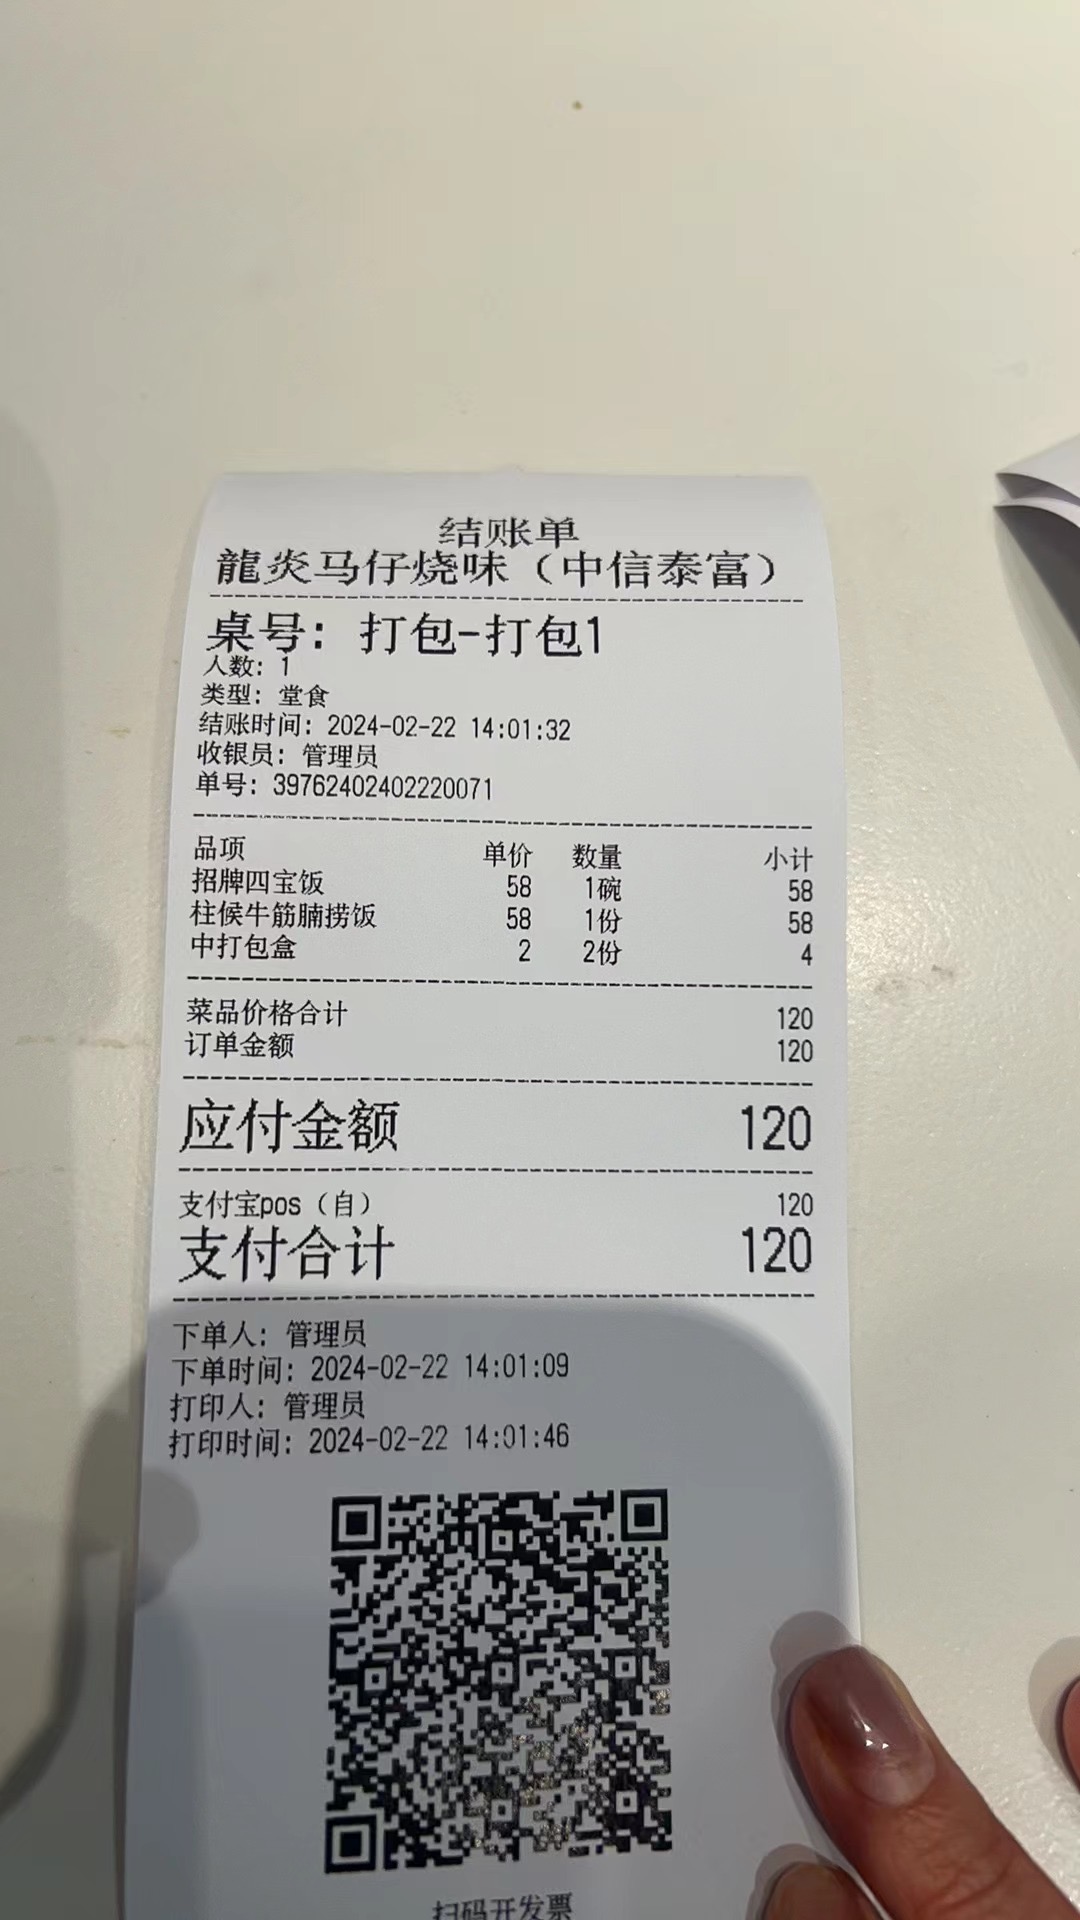 结账单
龍炎马仔烧味（中信泰富）
桌号：打包-打包1
人数：1
类型：堂食
结账时间：2024-02-22 14:01:32
收银员：管理员
单号：39762402402220071
品项 单价 数量 小计
招牌四宝饭 58 1碗 58
柱候牛筋腩捞饭 58 1份 58
中打包盒 2 2份 4
菜品价格合计 120
订单金额 120
应付金额 120
支付宝pos（自） 120
支付合计 120
下单人：管理员
下单时间：2024-02-22 14:01:09
打印人：管理员
打印时间：2024-02-22 14:01:46
扫码开发票